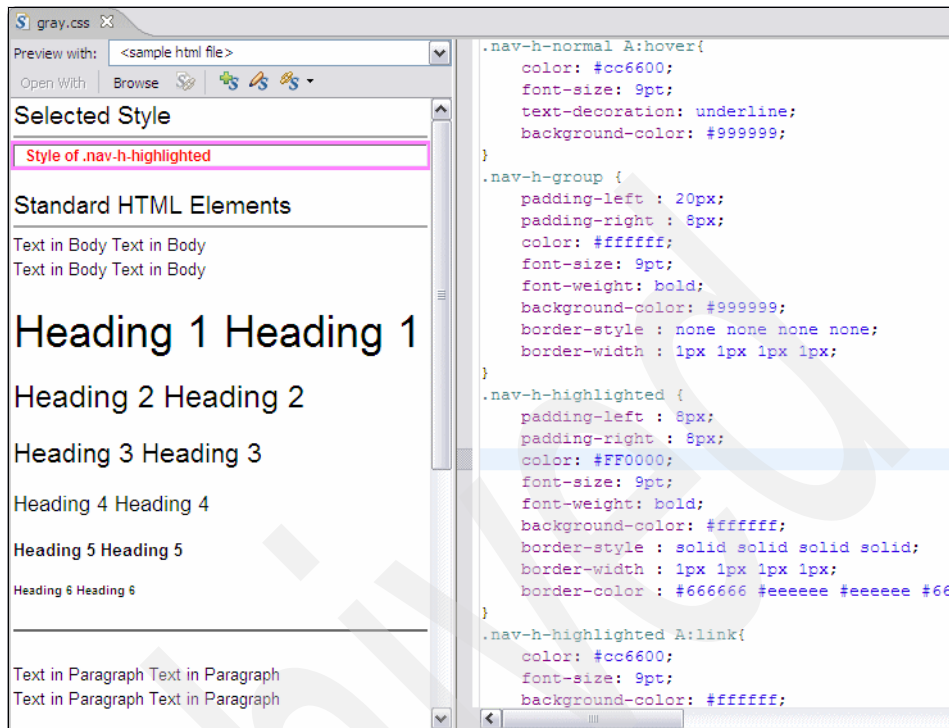 gray.css
Preview with: <sample html file>
Open With Browse
Selected Style
Style of .nav-h-highlighted
Standard HTML Elements
Text in Body Text in Body
Text in Body Text in Body
Heading 1 Heading 1
Heading 2 Heading 2
Heading 3 Heading 3
Heading 4 Heading 4
Heading 5 Heading 5
Heading 6 Heading 6
Text in Paragraph Text in Paragraph
Text in Paragraph Text in Paragraph
.nav-h-normal A:hover{
color: #cc6600;
font-size: 9pt;
text-decoration: underline;
background-color: #999999;
}
.nav-h-group {
padding-left : 20px;
padding-right : 8px;
color: #ffffff;
font-size: 9pt;
font-weight: bold;
background-color: #999999;
border-style : none none none none;
border-width : 1px 1px 1px 1px;
}
.nav-h-highlighted {
padding-left : 8px;
padding-right : 8px;
color: #FF0000;
font-size: 9pt;
font-weight: bold;
background-color: #ffffff;
border-style : solid solid solid solid;
border-width : 1px 1px 1px 1px;
border-color : #666666 #eeeeee #eeeeee #66
}
.nav-h-highlighted A:link{
color: #cc6600;
font-size: 9pt;
background-color: #ffffff;